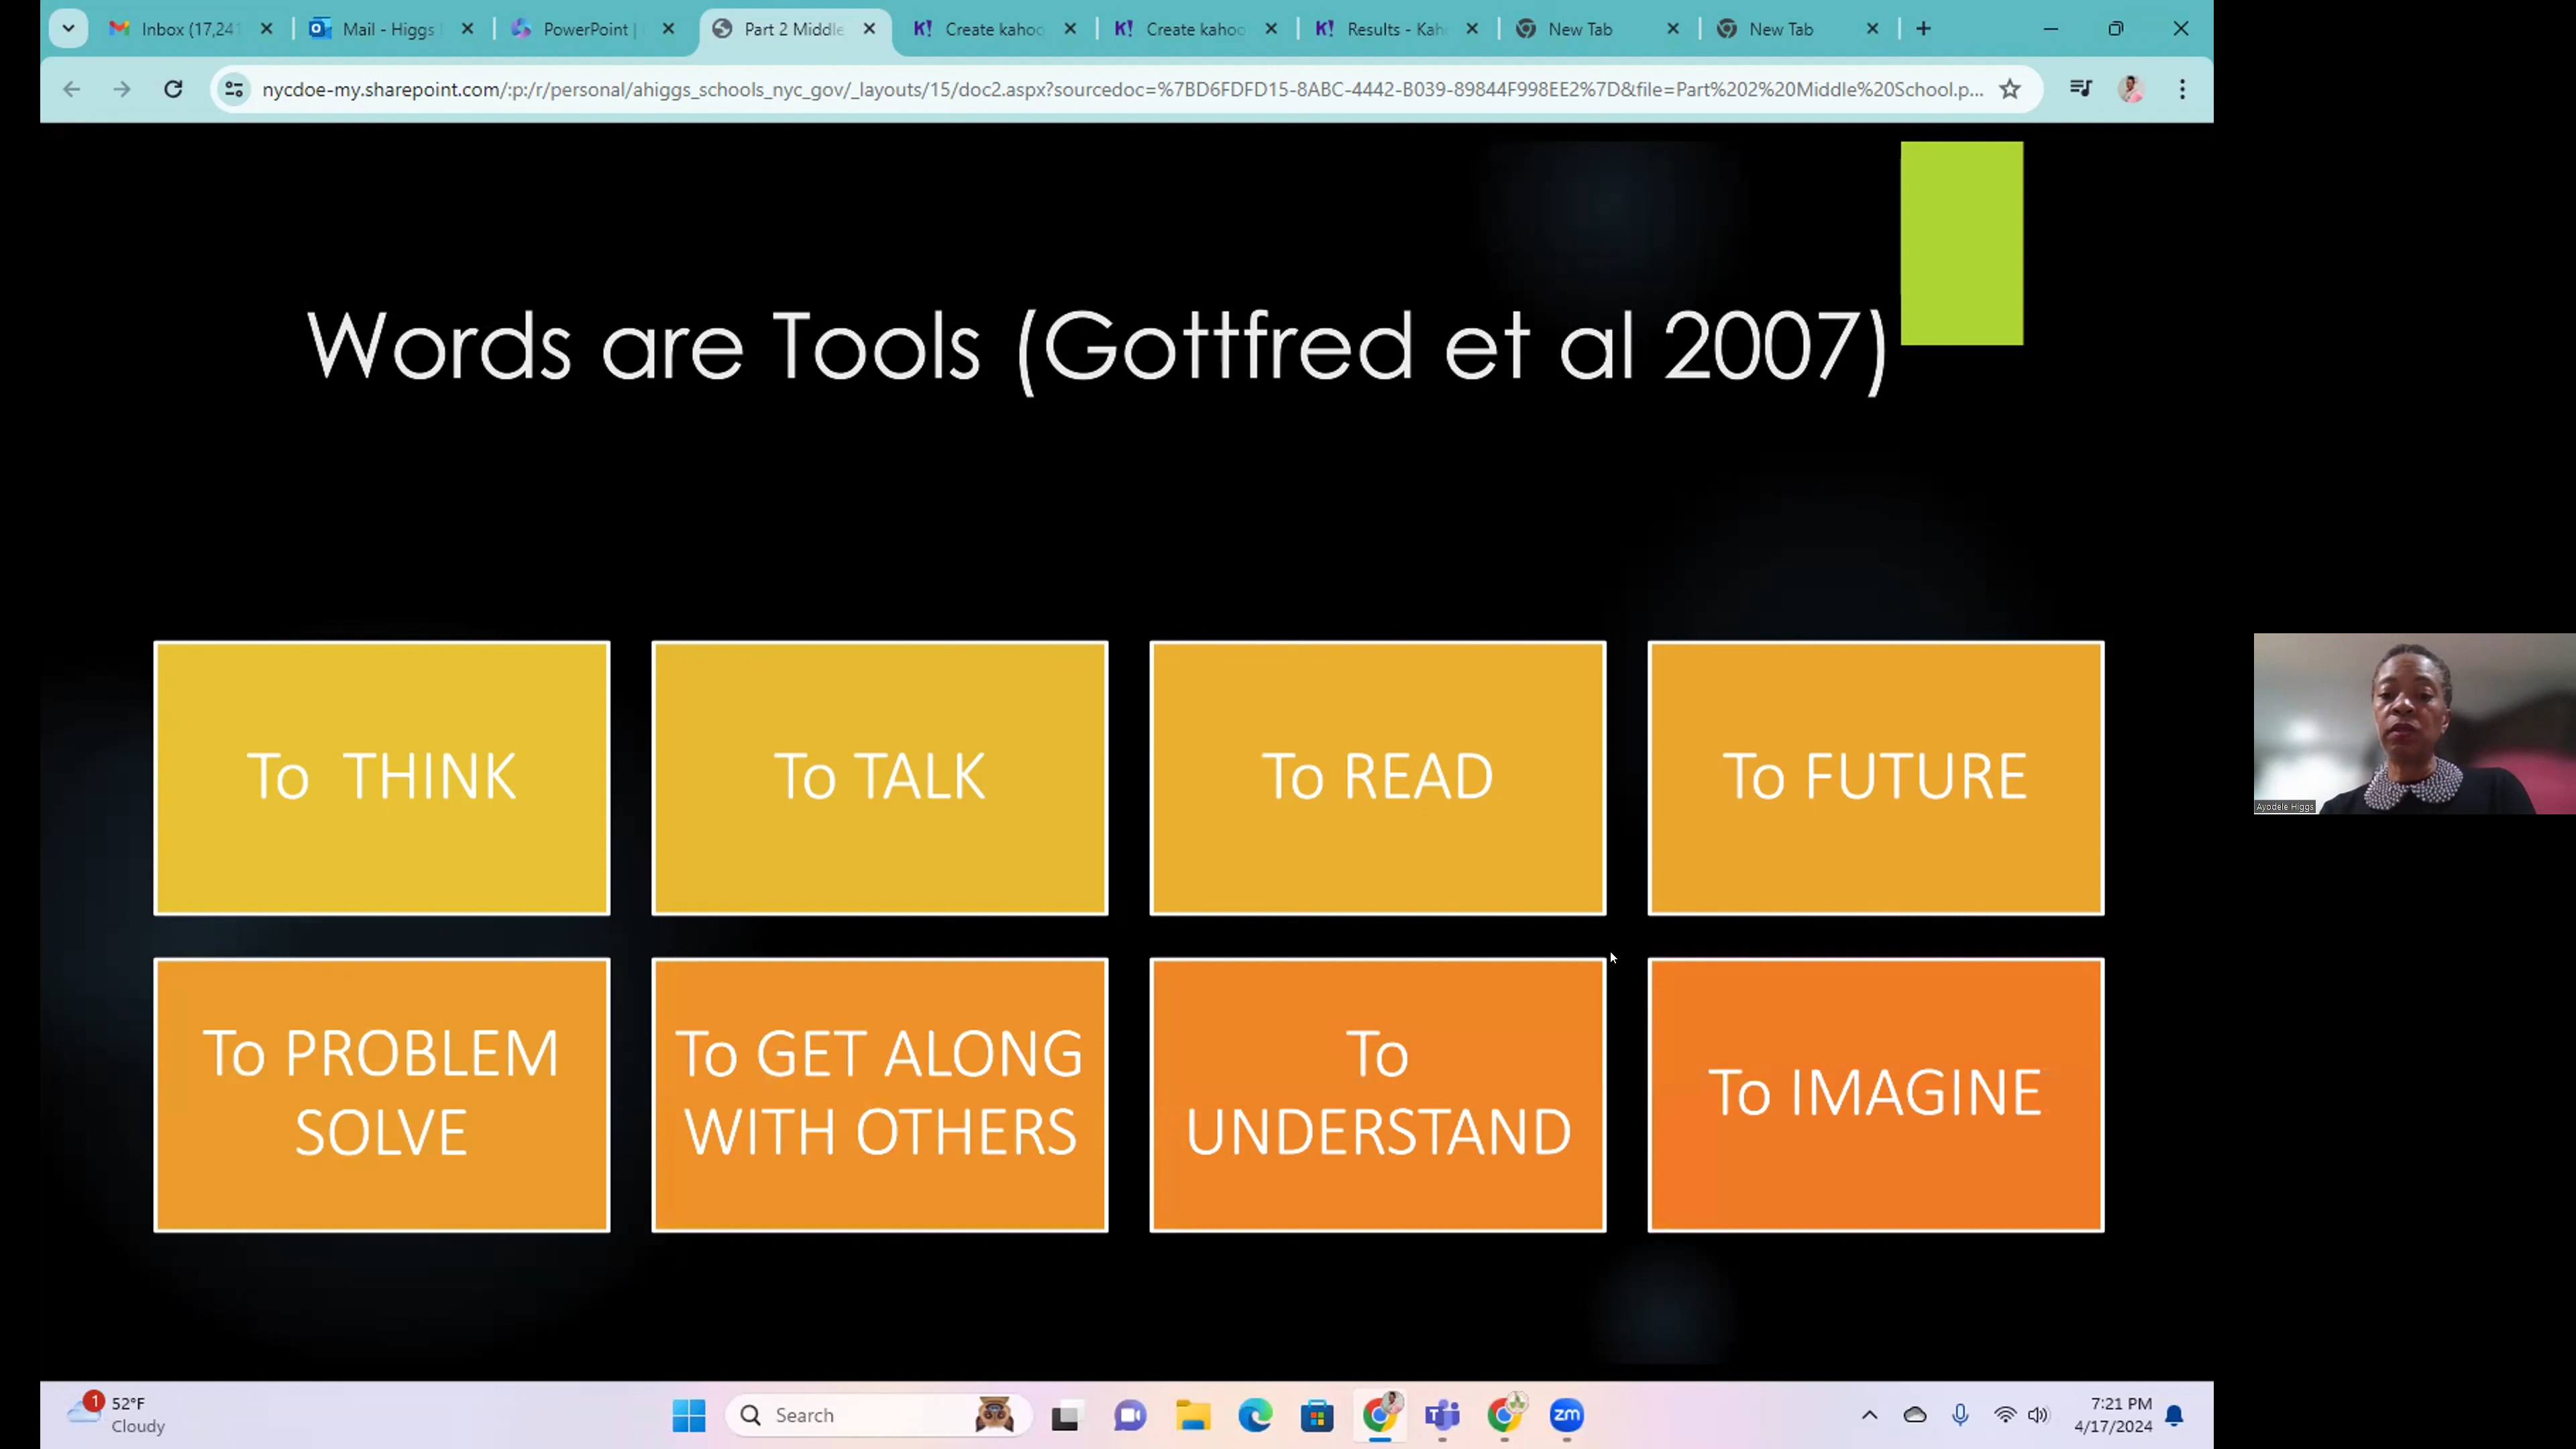 Inbox (17,241
Mail - Higgs
PowerPoint |
Part 2 Middle
K! Create kahoo
K! Create kahoo
K! Results - Kah
New Tab
New Tab
nycdoe-my.sharepoint.com/:p:/r/personal/ahiggs_schools_nyc_gov/_layouts/15/doc2.aspx?sourcedoc=%7BD6FDFD15-8ABC-4442-B039-89844F998EE2%7D&file=Part%202%20Middle%20School.p...
Words are Tools (Gottfred et al 2007)
To THINK
To TALK
To READ
To FUTURE
To PROBLEM
SOLVE
To GET ALONG
WITH OTHERS
To
UNDERSTAND
To IMAGINE
Ayodele Higgs
1
52°F
Cloudy
Search
zm
7:21 PM
4/17/2024